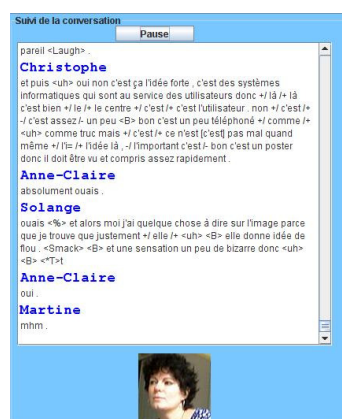 Suivi de la conversation
Pause
pareil <Laugh> .
Christophe
et puis <uh> oui non c'est ça l'idée forte , c'est des systèmes
informatiques qui sont au service des utilisateurs donc +/ là /+ là
c'est bien +/ le /+ le centre +/ c'est /+ c'est l'utilisateur . non +/ c'est /+
-/ c'est assez /- un peu <B> bon c'est un peu téléphoné +/ comme /+
<uh> comme truc mais +/ c'est /+ ce n'est [c'est] pas mal quand
même +/ l'i= /+ l'idée là , -/ l'important c'est /- bon c'est un poster
donc il doit être vu et compris assez rapidement .
Anne-Claire
absolument ouais .
Solange
ouais <%> et alors moi j'ai quelque chose à dire sur l'image parce
que je trouve que justement +/ elle /+ <uh> <B> elle donne idée de
flou . <Smack> <B> et une sensation un peu de bizarre donc <uh>
<B> <*T>t
Anne-Claire
oui .
Martine
mhm .